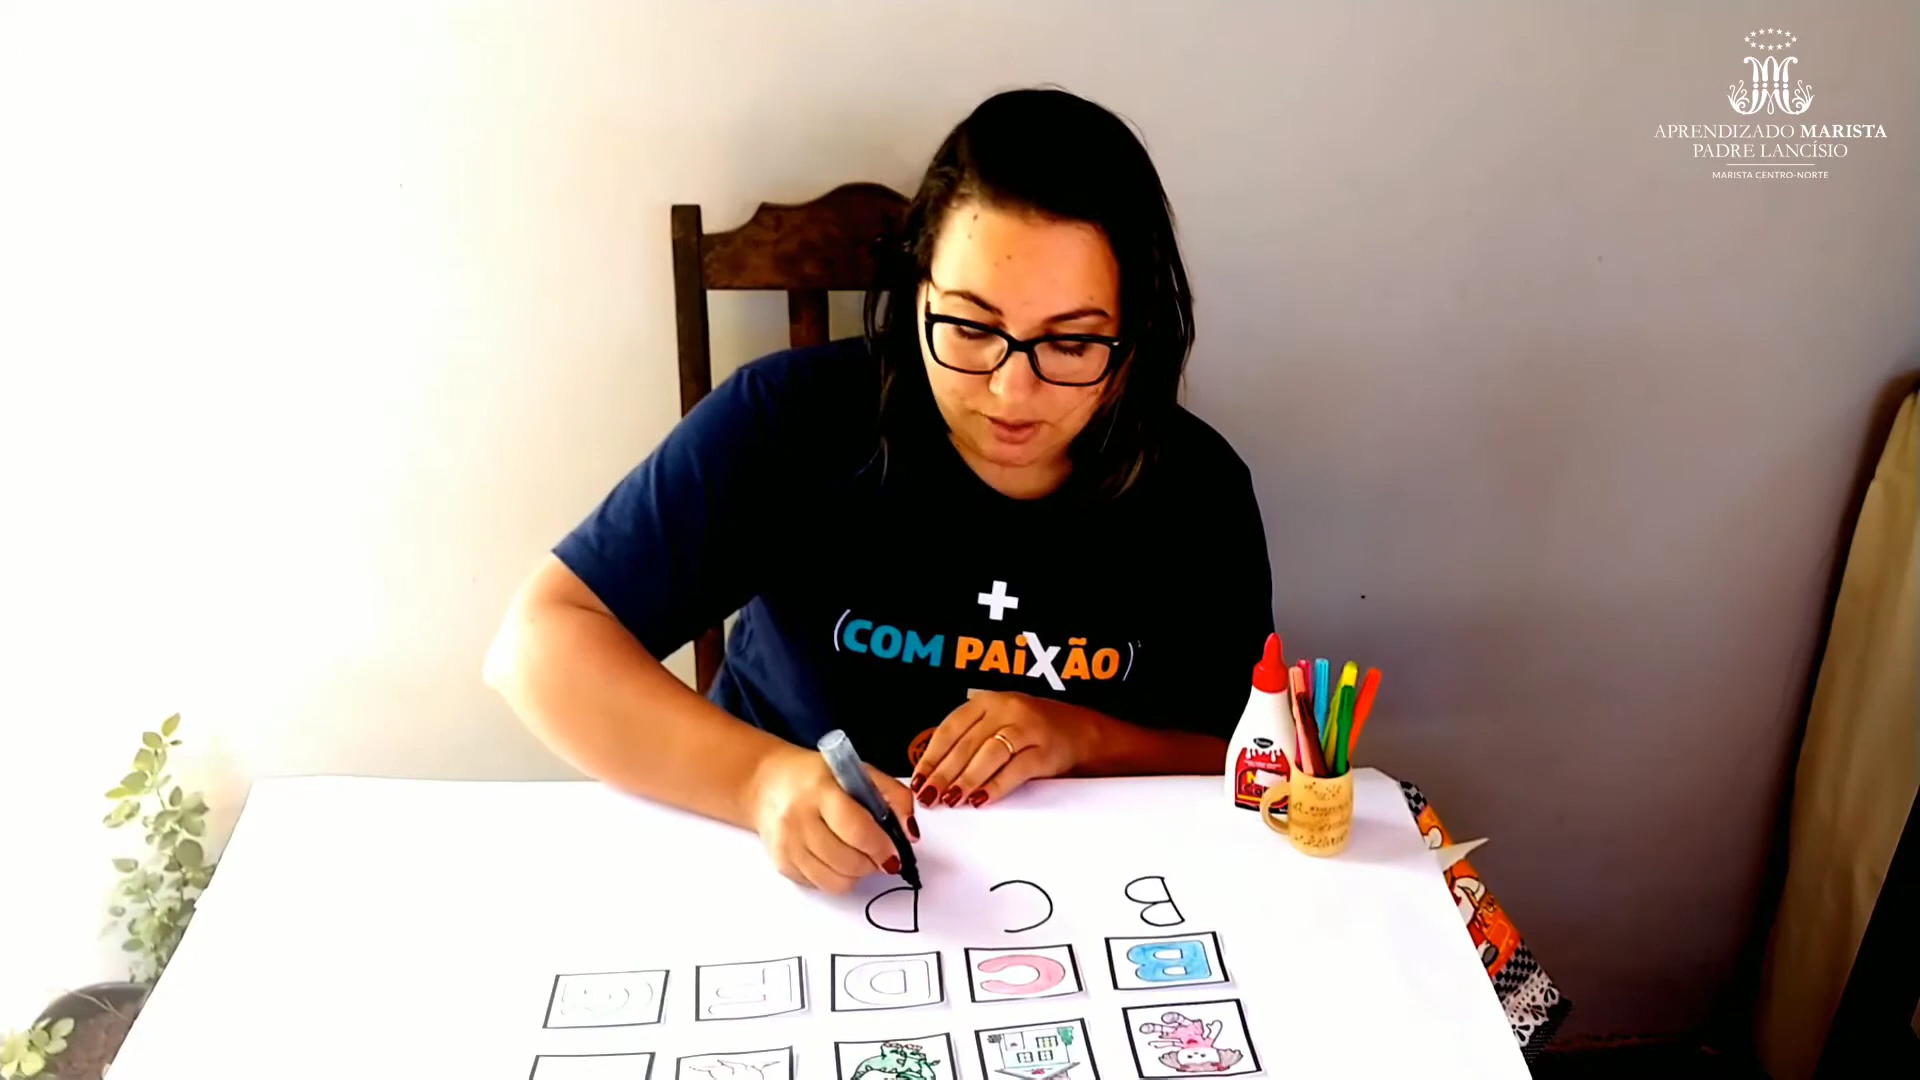 APRENDIZADO MARISTA
PADRE LANCÍSIO
MARISTA CENTRO-NORTE
+
(COM PAiXÃO)
B C D
B C D F G